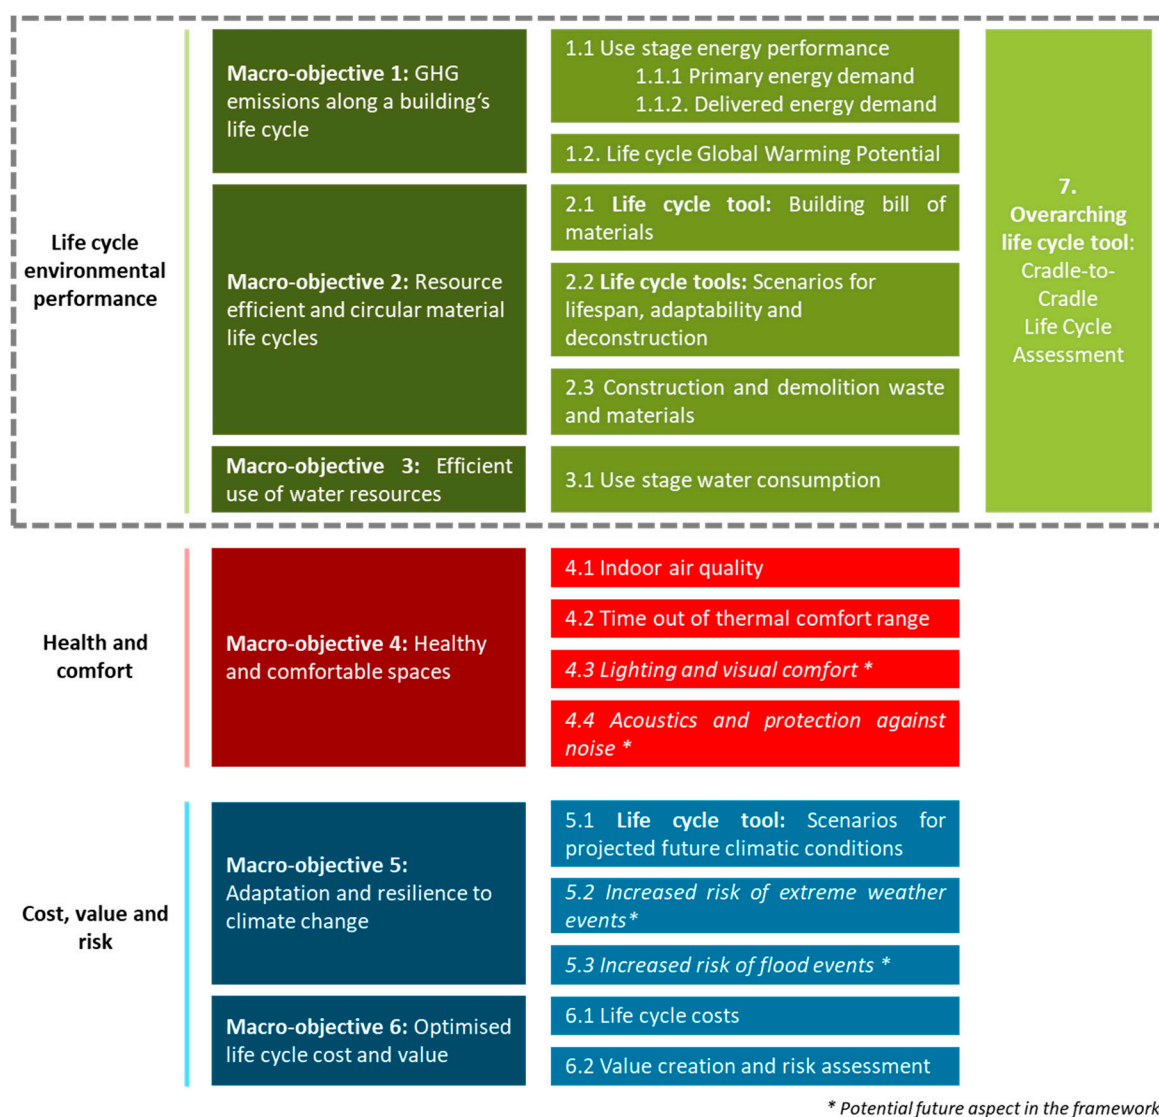 Life cycle
environmental
performance
Macro-objective 1: GHG
emissions along a building‘s
life cycle
1.1 Use stage energy performance
1.1.1 Primary energy demand
1.1.2. Delivered energy demand
1.2. Life cycle Global Warming Potential
Macro-objective 2: Resource
efficient and circular material
life cycles
2.1 Life cycle tool: Building bill of
materials
2.2 Life cycle tools: Scenarios for
lifespan, adaptability and
deconstruction
2.3 Construction and demolition waste
and materials
Macro-objective 3: Efficient
use of water resources
3.1 Use stage water consumption
7.
Overarching
life cycle tool:
Cradle-to-
Cradle
Life Cycle
Assessment
Health and
comfort
Macro-objective 4: Healthy
and comfortable spaces
4.1 Indoor air quality
4.2 Time out of thermal comfort range
4.3 Lighting and visual comfort *
4.4 Acoustics and protection against
noise *
Cost, value and
risk
Macro-objective 5:
Adaptation and resilience to
climate change
5.1 Life cycle tool: Scenarios for
projected future climatic conditions
5.2 Increased risk of extreme weather
events*
5.3 Increased risk of flood events *
Macro-objective 6: Optimised
life cycle cost and value
6.1 Life cycle costs
6.2 Value creation and risk assessment
* Potential future aspect in the framework